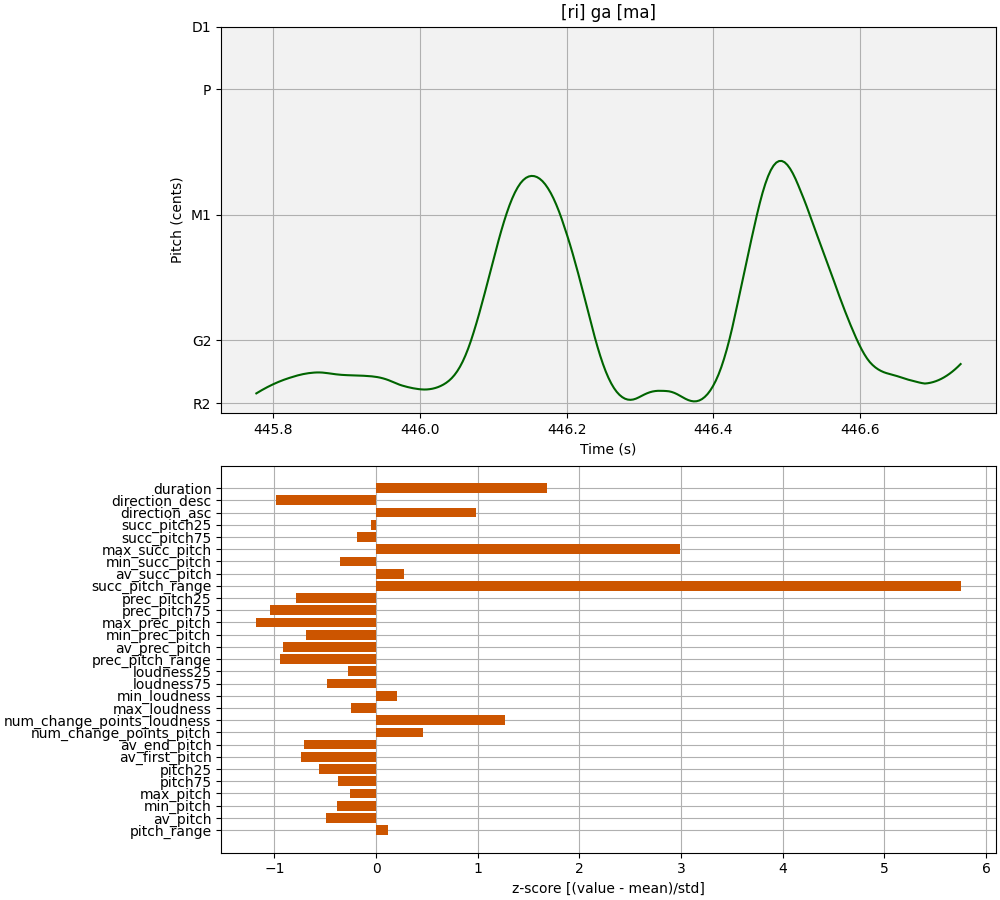 [ri] ga [ma]
D1
P
M1
G2
R2
Pitch (cents)
445.8 446.0 446.2 446.4 446.6
Time (s)
duration
direction_desc
direction_asc
succ_pitch25
succ_pitch75
max_succ_pitch
min_succ_pitch
av_succ_pitch
succ_pitch_range
prec_pitch25
prec_pitch75
max_prec_pitch
min_prec_pitch
av_prec_pitch
prec_pitch_range
loudness25
loudness75
min_loudness
max_loudness
num_change_points_loudness
num_change_points_pitch
av_end_pitch
av_first_pitch
pitch25
pitch75
max_pitch
min_pitch
av_pitch
pitch_range
−1 0 1 2 3 4 5 6
z-score [(value - mean)/std]